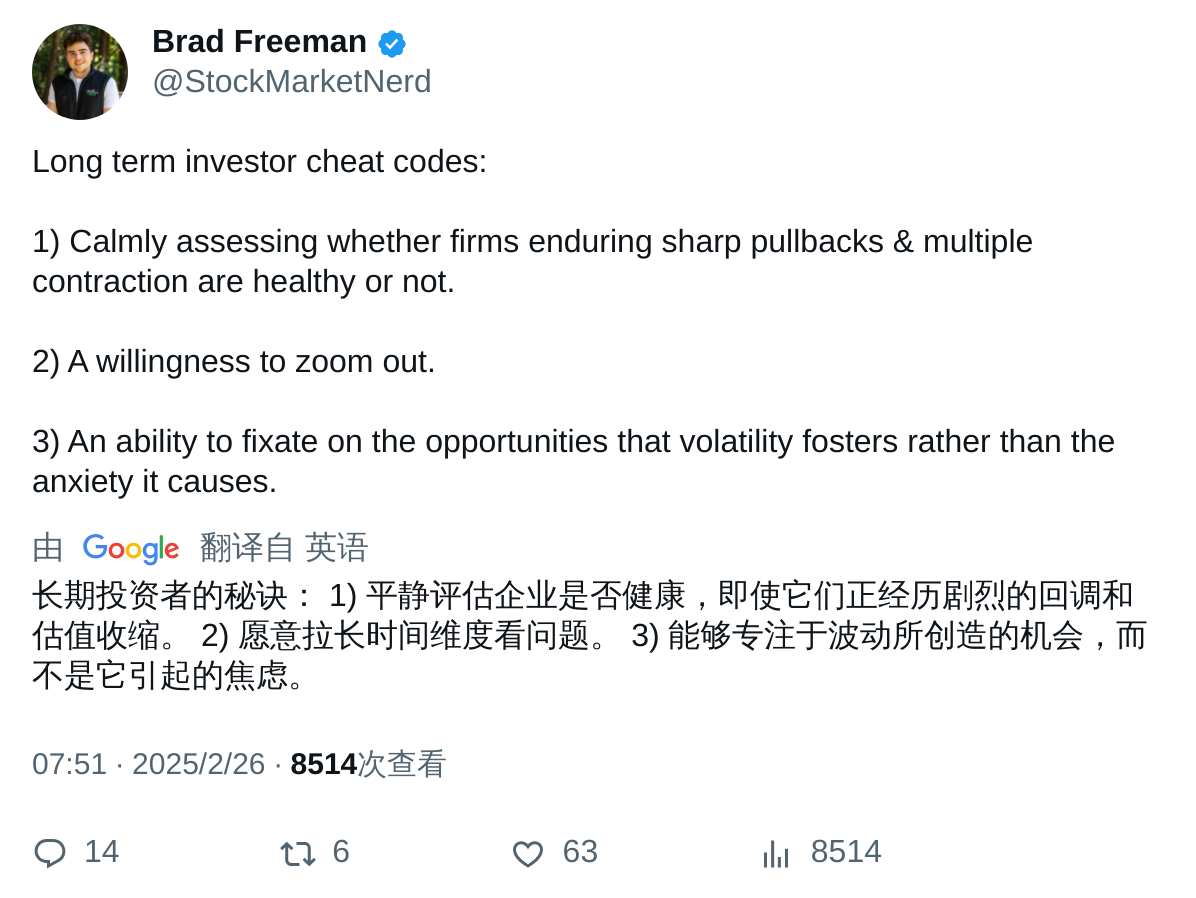 Brad Freeman
@StockMarketNerd
Long term investor cheat codes:
1) Calmly assessing whether firms enduring sharp pullbacks & multiple
contraction are healthy or not.
2) A willingness to zoom out.
3) An ability to fixate on the opportunities that volatility fosters rather than the
anxiety it causes.
由 Google 翻译自 英语
长期投资者的秘诀： 1) 平静评估企业是否健康，即使它们正经历剧烈的回调和
估值收缩。 2) 愿意拉长时间维度看问题。 3) 能够专注于波动所创造的机会，而
不是它引起的焦虑。
07:51 · 2025/2/26 · 8514次查看
14 6 63 8514